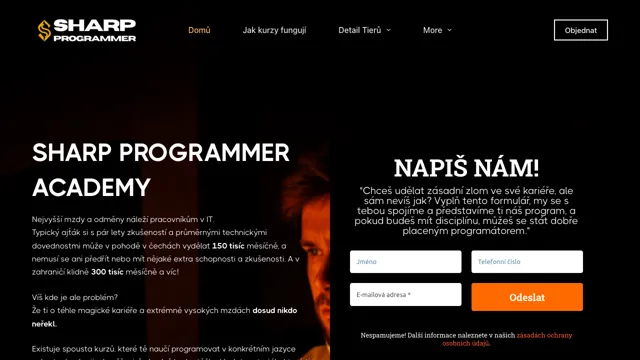 SHARP
PROGRAMMER
Domů
Jak kurzy fungují
Detail Tierů
More
Objednat
SHARP PROGRAMMER
ACADEMY
Nejvyšší mzdy a odměny náleží pracovníkům v IT.
Typický ajťák si s pár lety zkušeností a průměrnými technickými
dovednostmi může v pohodě v čechách vydělat 150 tisíc měsíčně, a
nemusí se ani předřít nebo mít nějaké extra schopnosti a zkušenosti. A v
zahraničí klidně 300 tisíc měsíčně a víc!
Víš kde je ale problém?
Že ti o téhle magické kariéře a extrémně vysokých mzdách dosud nikdo
neřekl.
Existuje spousta kurzů, které tě naučí programovat v konkrétním jazyce
NAPIŠ NÁM!
"Chceš udělat zásadní zlom ve své kariéře, ale
sám nevíš jak? Vyplň tento formulář, my se s
tebou spojíme a představíme ti náš program, a
pokud budeš mít disciplínu, můžeš se stát dobře
placeným programátorem."
Jméno
Telefonní číslo
E-mailová adresa *
Odeslat
Nespamujeme! Další informace naleznete v našich zásadách ochrany
osobních údajů.